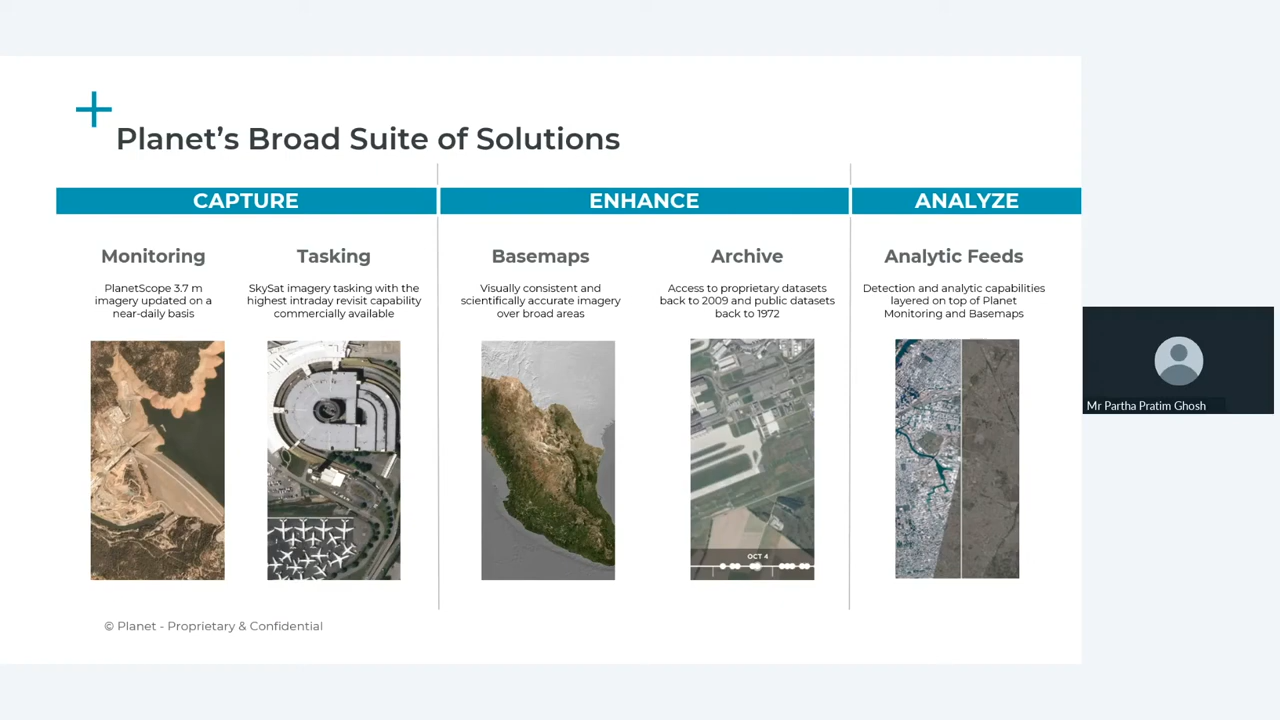 Planet’s Broad Suite of Solutions
CAPTURE
ENHANCE
ANALYZE
Monitoring
PlanetScope 3.7 m
imagery updated on a
near-daily basis
Tasking
SkySat imagery tasking with the
highest intraday revisit capability
commercially available
Basemaps
Visually consistent and
scientifically accurate imagery
over broad areas
Archive
Access to proprietary datasets
back to 2009 and public datasets
back to 1972
Analytic Feeds
Detection and analytic capabilities
layered on top of Planet
Monitoring and Basemaps
OCT 4
© Planet - Proprietary & Confidential
Mr Partha Pratim Ghosh